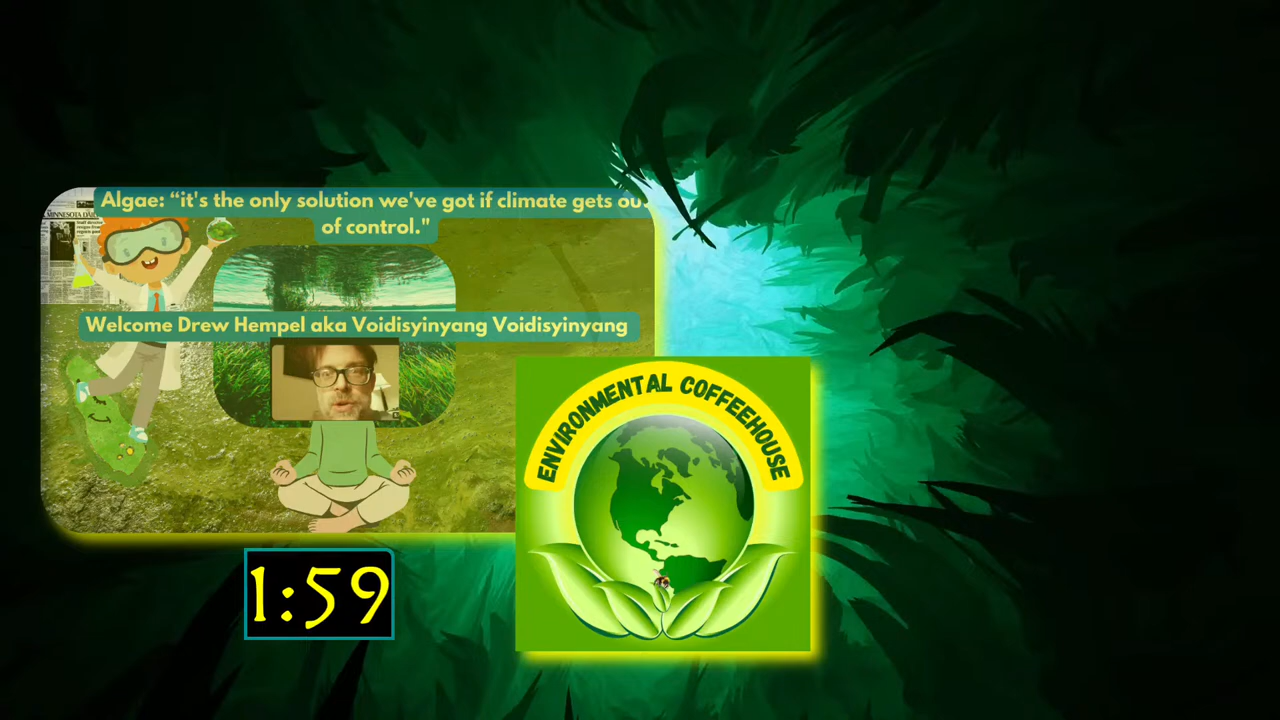 Algae: “it's the only solution we've got if climate gets ou
of control."
MINNESOTA DAIL
Welcome Drew Hempel aka Voidisyinyang Voidisyinyang
ENVIRONMENTAL COFFEEHOUSE
1:59